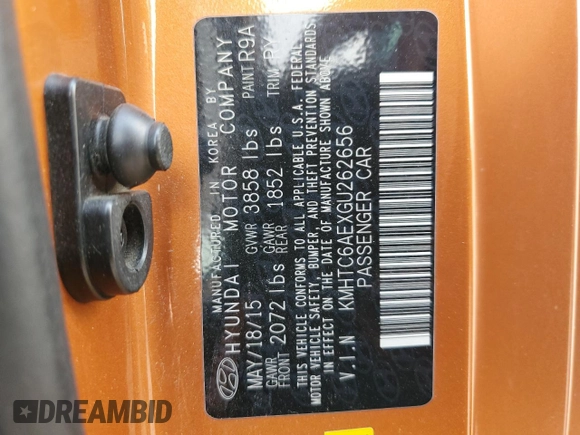 MANUFACTURED IN KOREA BY
HYUNDAI MOTOR COMPANY
MAY/18/15 GVWR 3858 lbs PAINT R9A
GAWR FRONT 2072 lbs GAWR REAR 1852 lbs TRIM
THIS VEHICLE CONFORMS TO ALL APPLICABLE U.S.A. FEDERAL
MOTOR VEHICLE SAFETY, BUMPER, AND THEFT PREVENTION STANDARDS
IN EFFECT ON THE DATE OF MANUFACTURE SHOWN ABOVE
V.I.N KMHTC6AEXGU262656
PASSENGER CAR
DREAMBID